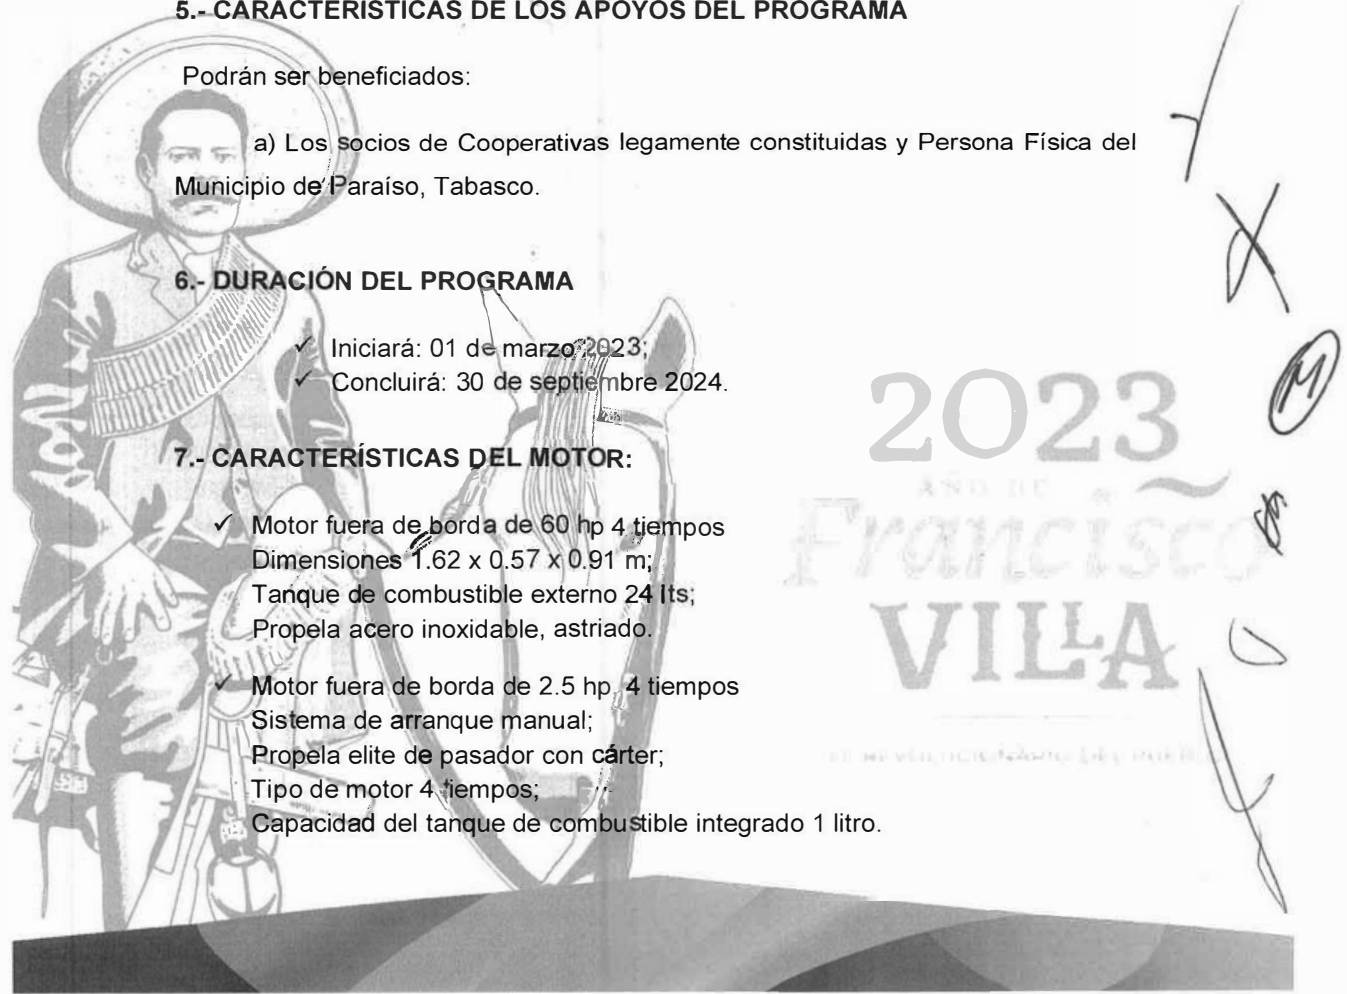 5.- CARACTERÍSTICAS DE LOS APOYOS DEL PROGRAMA
Podrán ser beneficiados:
a) Los socios de Cooperativas legamente constituidas y Persona Física del
Municipio de Paraíso, Tabasco.
6.- DURACIÓN DEL PROGRAMA
✓ Iniciará: 01 de marzo 2023;
✓ Concluirá: 30 de septiembre 2024.
7.- CARACTERÍSTICAS DEL MOTOR:
✓ Motor fuera de borda de 60 hp 4 tiempos
Dimensiones 1.62 x 0.57 x 0.91 m;
Tanque de combustible externo 24 lts;
Propela acero inoxidable, astriado.
✓ Motor fuera de borda de 2.5 hp, 4 tiempos
Sistema de arranque manual;
Propela elite de pasador con cárter;
Tipo de motor 4 tiempos;
Capacidad del tanque de combustible integrado 1 litro.
2023
AÑO DE
Francisco
VILLA
EL REVOLUCIONARIO DEL PUEBLO